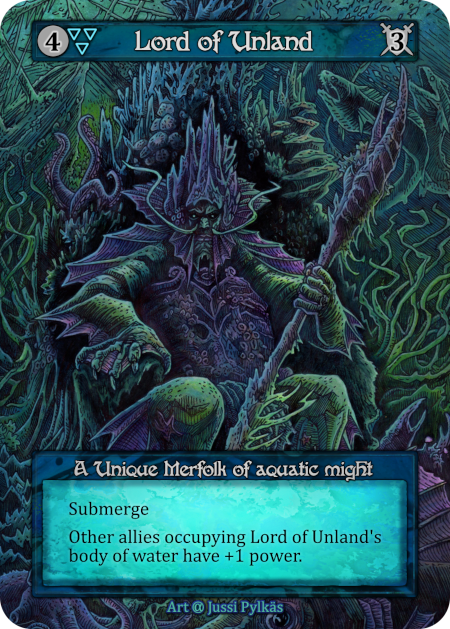 4 Lord of Unland 3
A Unique Merfolk of aquatic might
Submerge
Other allies occupying Lord of Unland's
body of water have +1 power.
Art @ Jussi Pylkäs